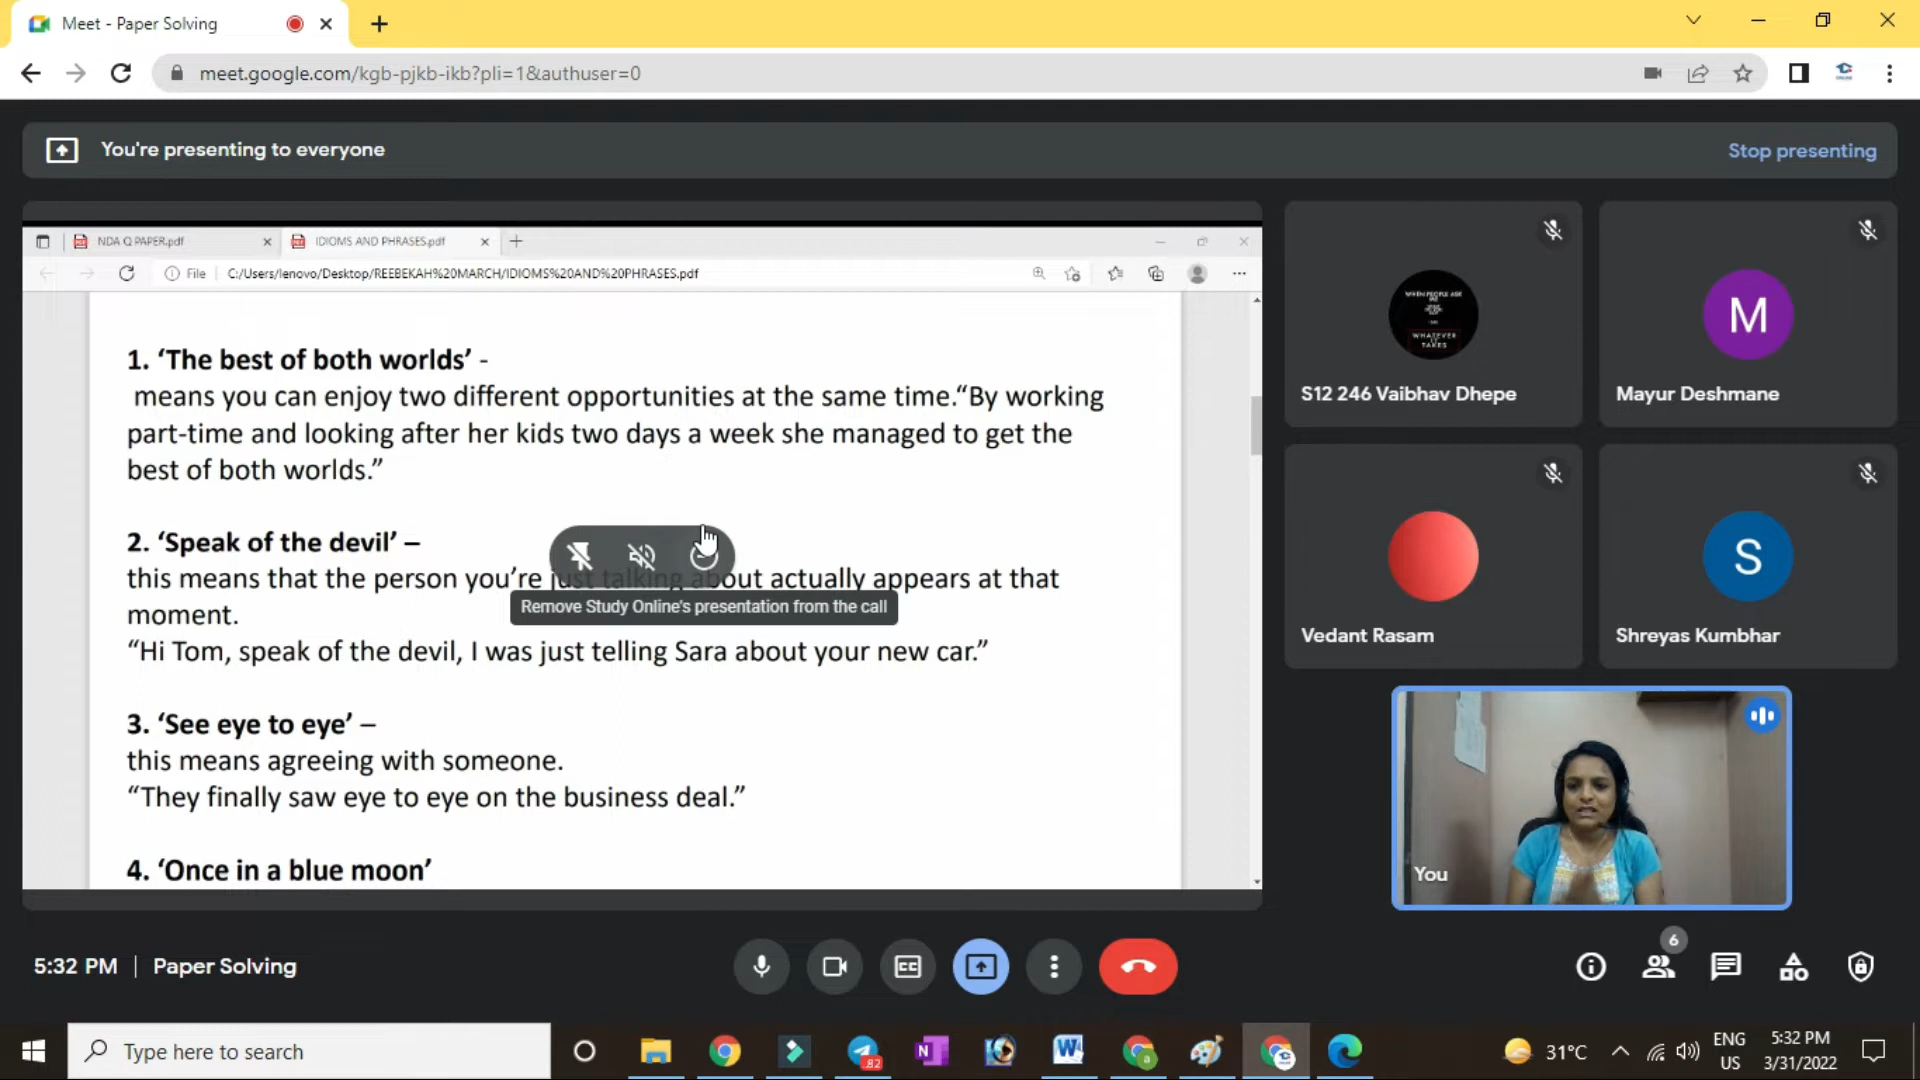 Meet - Paper Solving
meet.google.com/kgb-pjkb-ikb?pli=1&authuser=0
You're presenting to everyone
Stop presenting
NDA Q PAPER.pdf
IDIOMS AND PHRASES.pdf
File
C:/Users/lenovo/Desktop/REEBEKAH%20MARCH/IDIOMS%20AND%20PHRASES.pdf
1. ‘The best of both worlds’ -
means you can enjoy two different opportunities at the same time.“By working
part-time and looking after her kids two days a week she managed to get the
best of both worlds.”
2. ‘Speak of the devil’ –
this means that the person you’re just talking about actually appears at that
Remove Study Online's presentation from the call
moment.
“Hi Tom, speak of the devil, I was just telling Sara about your new car.”
3. ‘See eye to eye’ –
this means agreeing with someone.
“They finally saw eye to eye on the business deal.”
4. ‘Once in a blue moon’
WHEN PEOPLE ASK
ME
WHATEVER
IT
TAKES
S12 246 Vaibhav Dhepe
M
Mayur Deshmane
Vedant Rasam
S
Shreyas Kumbhar
You
5:32 PM
Paper Solving
CC
6
Type here to search
82
N
W
a
31°C
ENG
US
5:32 PM
3/31/2022